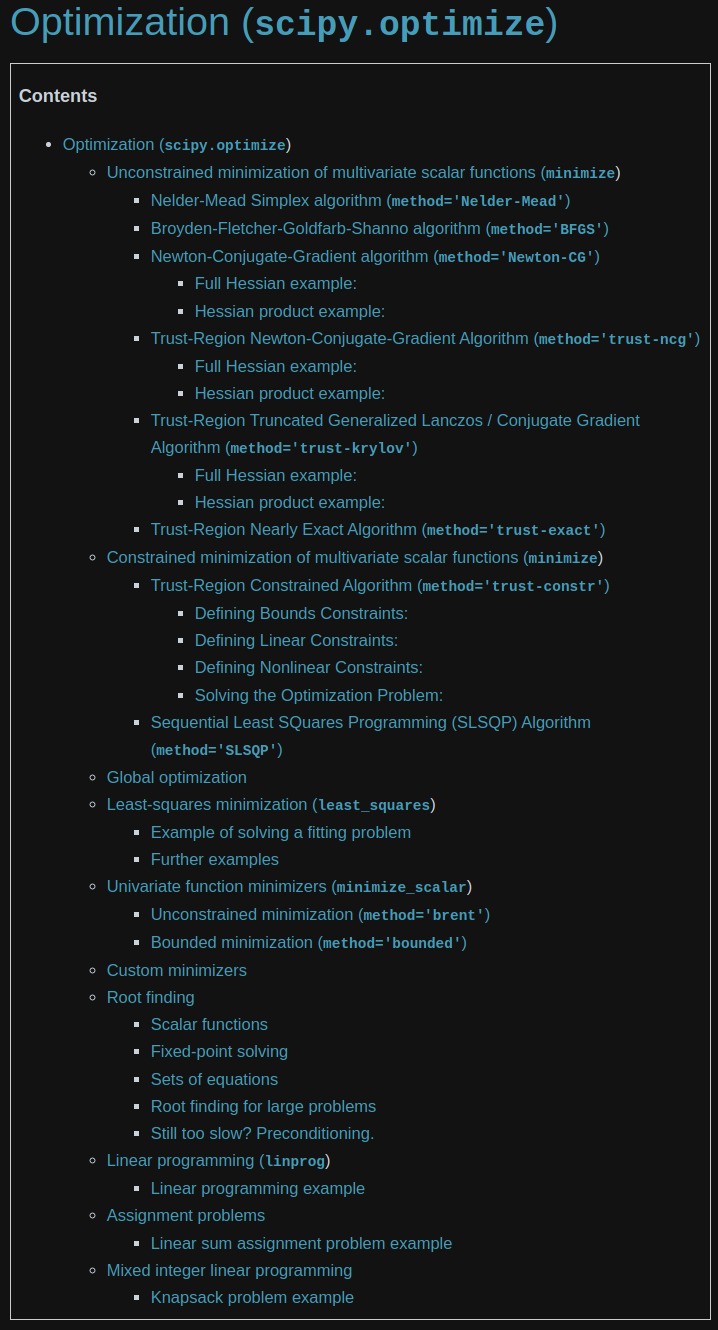 Optimization (scipy.optimize)
Contents
Optimization (scipy.optimize)
Unconstrained minimization of multivariate scalar functions (minimize)
Nelder-Mead Simplex algorithm (method='Nelder-Mead')
Broyden-Fletcher-Goldfarb-Shanno algorithm (method='BFGS')
Newton-Conjugate-Gradient algorithm (method='Newton-CG')
Full Hessian example:
Hessian product example:
Trust-Region Newton-Conjugate-Gradient Algorithm (method='trust-ncg')
Full Hessian example:
Hessian product example:
Trust-Region Truncated Generalized Lanczos / Conjugate Gradient
Algorithm (method='trust-krylov')
Full Hessian example:
Hessian product example:
Trust-Region Nearly Exact Algorithm (method='trust-exact')
Constrained minimization of multivariate scalar functions (minimize)
Trust-Region Constrained Algorithm (method='trust-constr')
Defining Bounds Constraints:
Defining Linear Constraints:
Defining Nonlinear Constraints:
Solving the Optimization Problem:
Sequential Least SQuares Programming (SLSQP) Algorithm
(method='SLSQP')
Global optimization
Least-squares minimization (least_squares)
Example of solving a fitting problem
Further examples
Univariate function minimizers (minimize_scalar)
Unconstrained minimization (method='brent')
Bounded minimization (method='bounded')
Custom minimizers
Root finding
Scalar functions
Fixed-point solving
Sets of equations
Root finding for large problems
Still too slow? Preconditioning.
Linear programming (linprog)
Linear programming example
Assignment problems
Linear sum assignment problem example
Mixed integer linear programming
Knapsack problem example